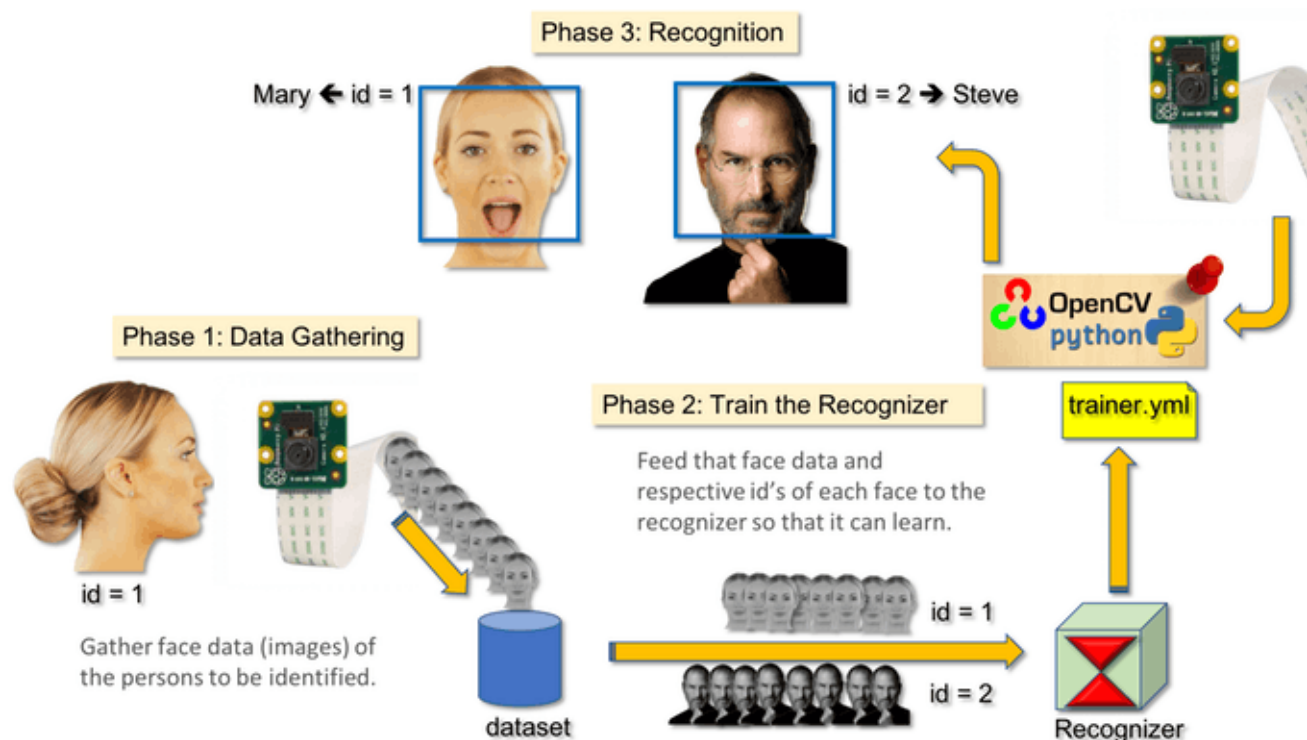 Phase 3: Recognition
Mary ← id = 1
id = 2 → Steve
OpenCV
python
Phase 1: Data Gathering
id = 1
Gather face data (images) of
the persons to be identified.
dataset
Phase 2: Train the Recognizer
Feed that face data and
respective id's of each face to the
recognizer so that it can learn.
id = 1
id = 2
trainer.yml
Recognizer